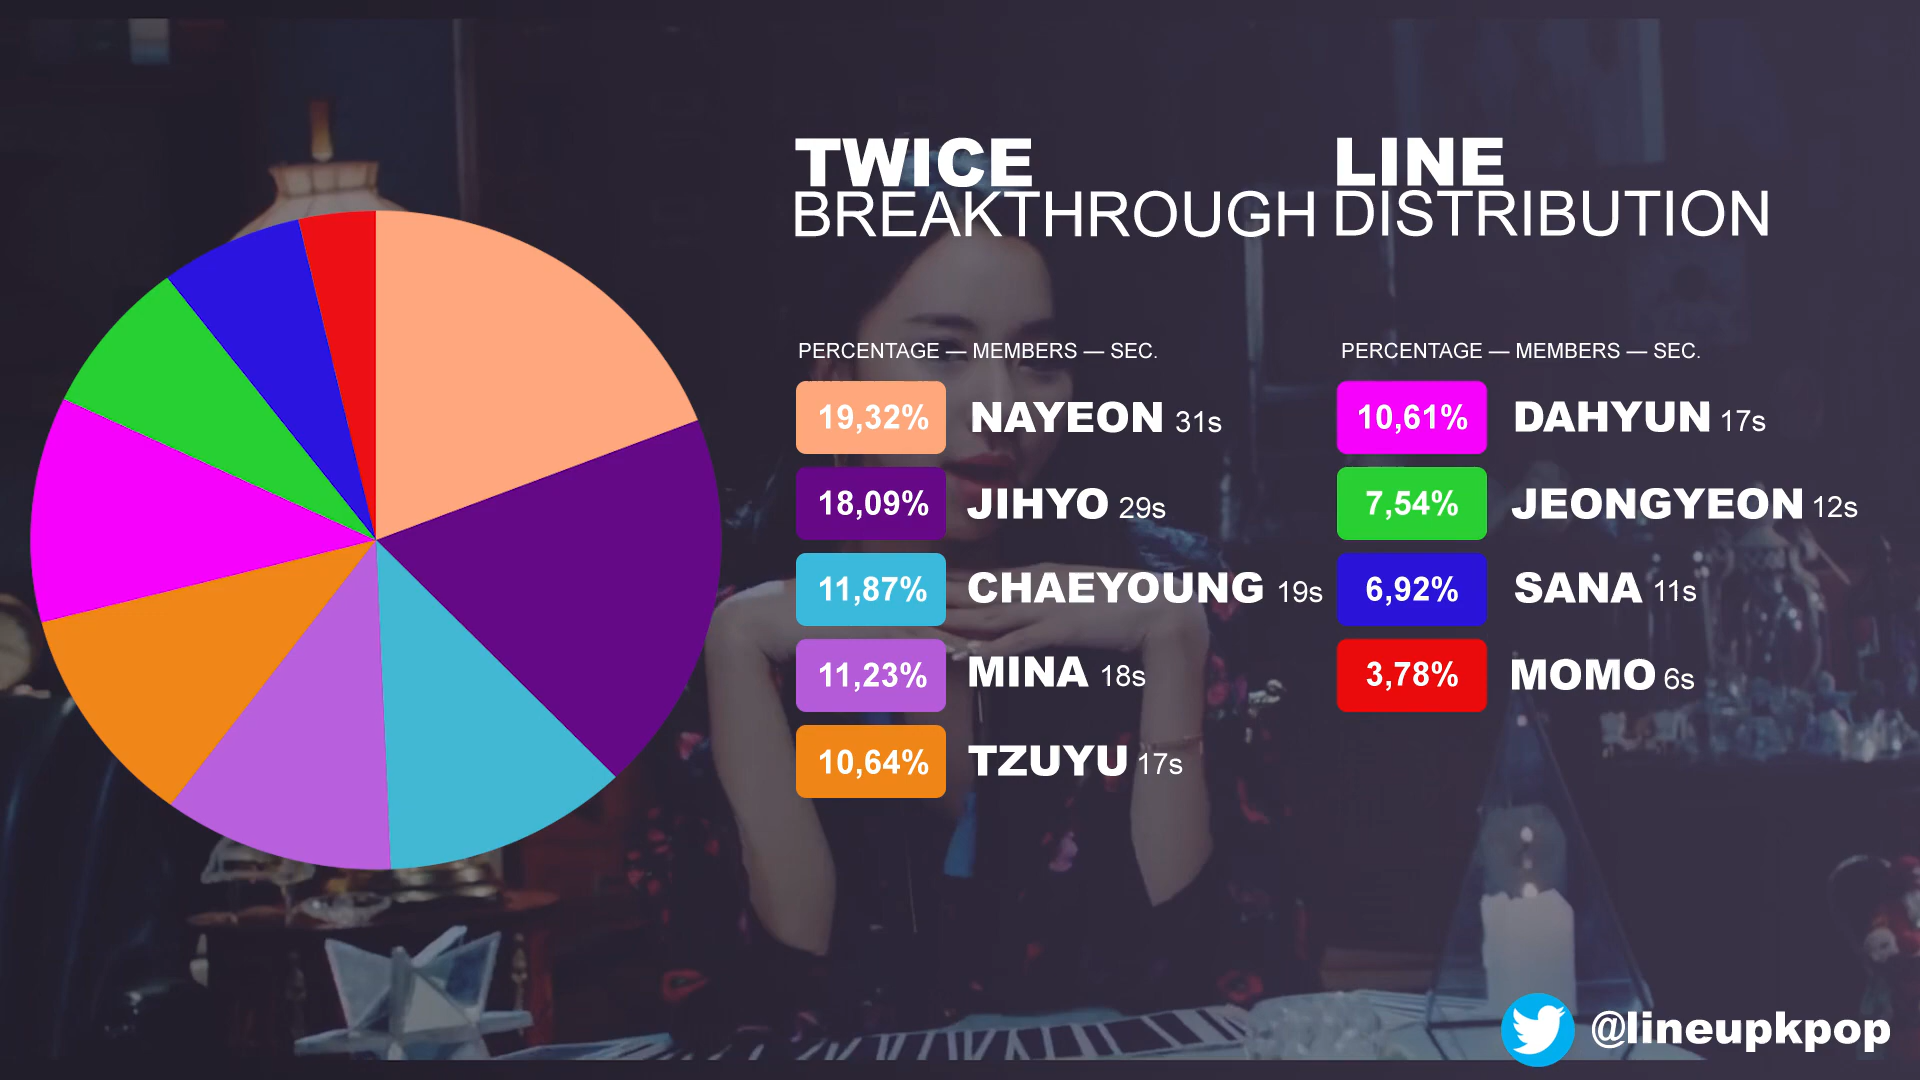 TWICE
BREAKTHROUGH
LINE
DISTRIBUTION
PERCENTAGE — MEMBERS — SEC.
19,32% NAYEON 31s
18,09% JIHYO 29s
11,87% CHAEYOUNG 19s
11,23% MINA 18s
10,64% TZUYU 17s
PERCENTAGE — MEMBERS — SEC.
10,61% DAHYUN 17s
7,54% JEONGYEON 12s
6,92% SANA 11s
3,78% MOMO 6s
@lineupkpop